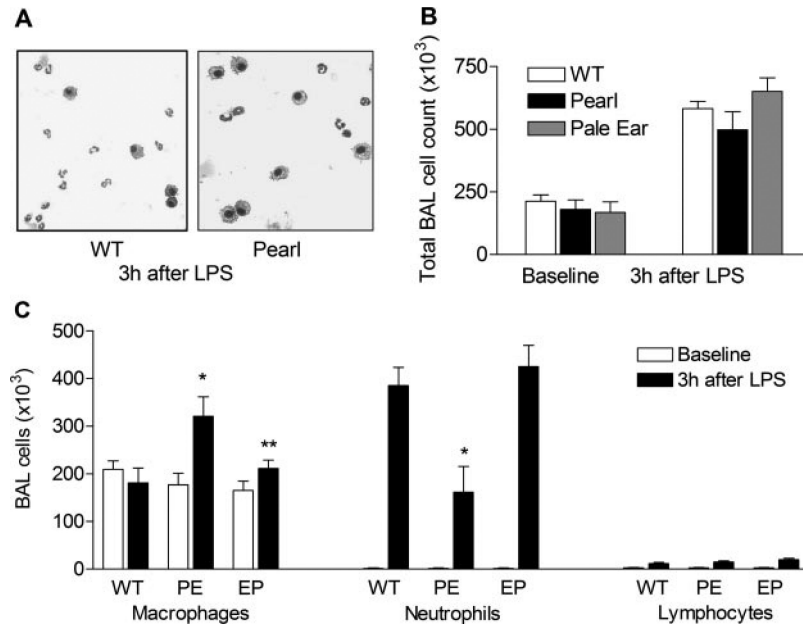 A
WT
Pearl
3h after LPS
B
Total BAL cell count (x10³)
750
500
250
0
WT
Pearl
Pale Ear
Baseline
3h after LPS
C
BAL cells (x10³)
500
400
300
200
100
0
*
**
*
Baseline
3h after LPS
WT PE EP WT PE EP WT PE EP
Macrophages Neutrophils Lymphocytes